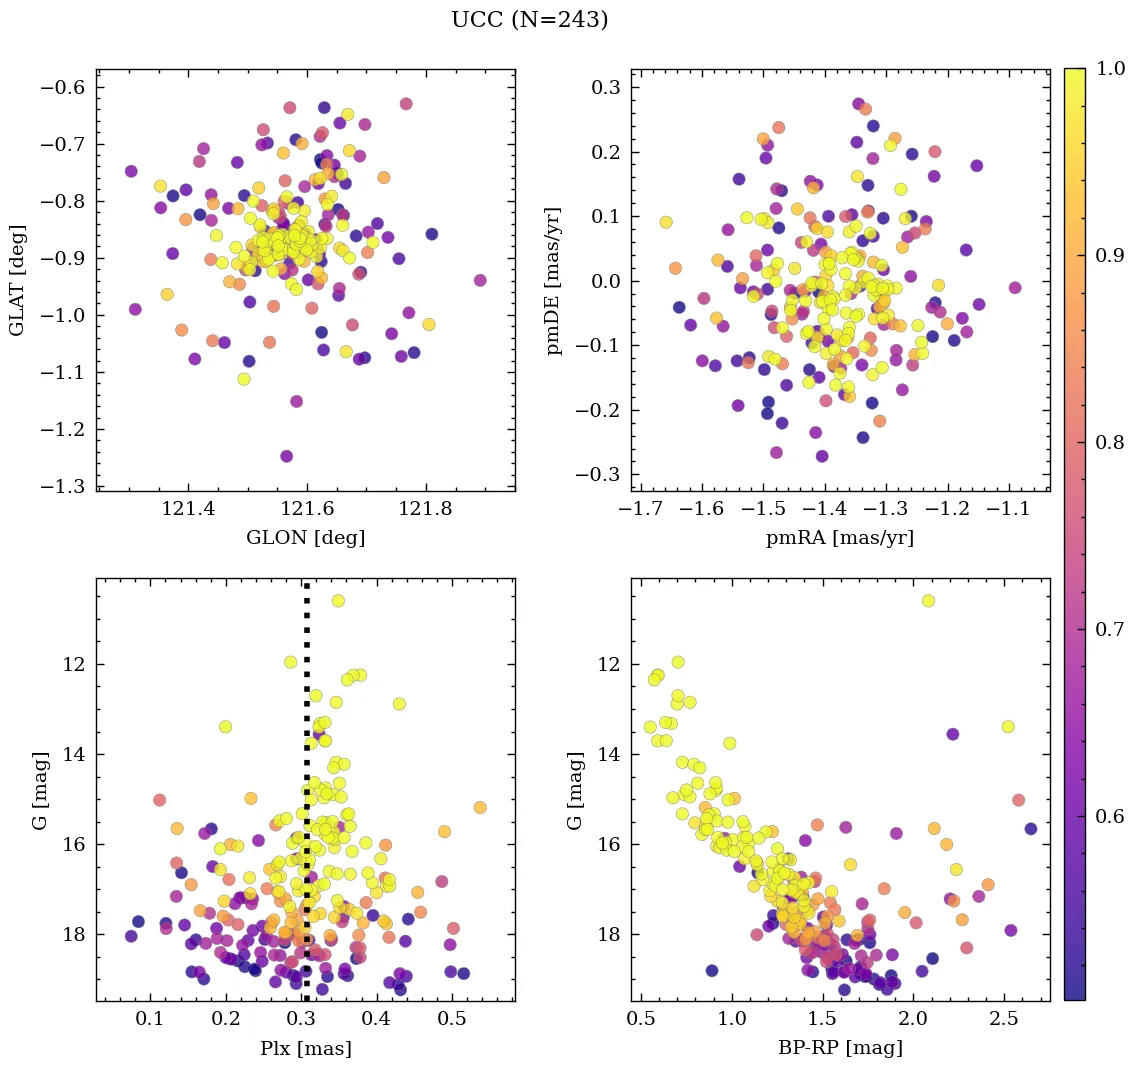 UCC (N=243)
−0.6
−0.7
−0.8
−0.9
−1.0
−1.1
−1.2
−1.3
GLAT [deg]
121.4 121.6 121.8
GLON [deg]
0.3
0.2
0.1
0.0
−0.1
−0.2
−0.3
pmDE [mas/yr]
−1.7 −1.6 −1.5 −1.4 −1.3 −1.2 −1.1
pmRA [mas/yr]
1.0
0.9
0.8
0.7
0.6
12
14
16
18
G [mag]
0.1 0.2 0.3 0.4 0.5
Plx [mas]
12
14
16
18
G [mag]
0.5 1.0 1.5 2.0 2.5
BP-RP [mag]